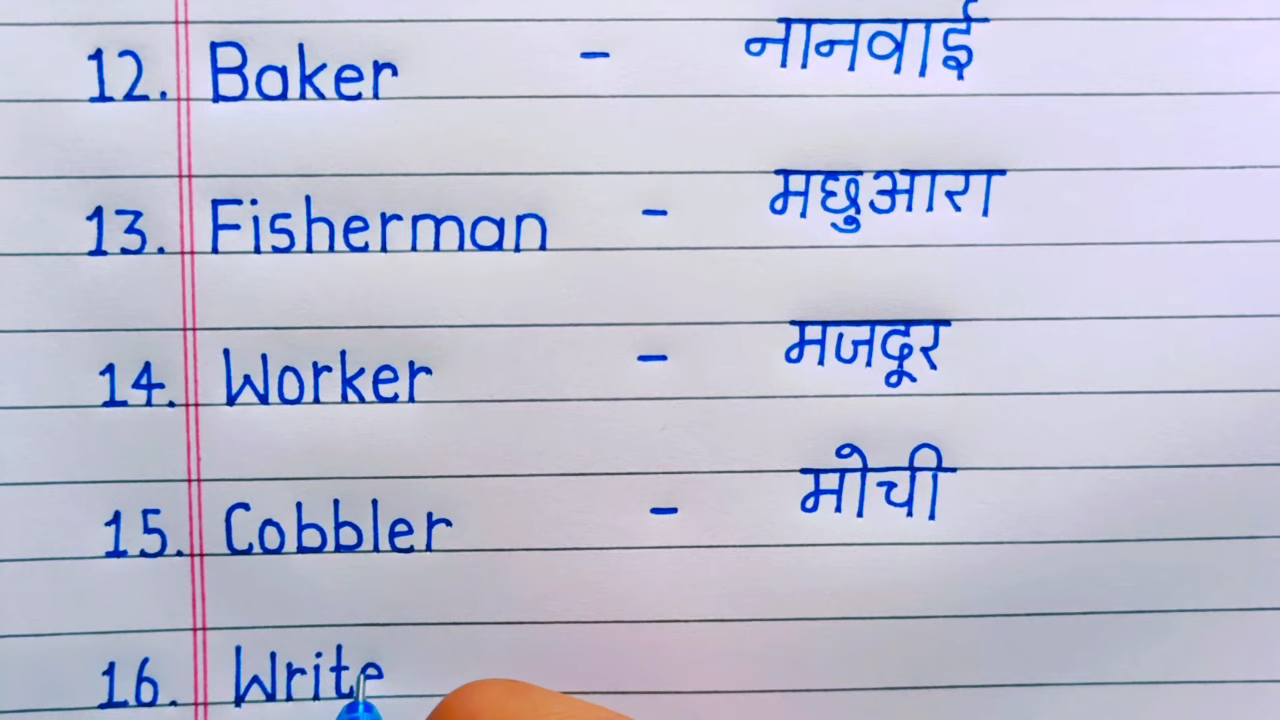 12. Baker - नानवाई
13. Fisherman - मछुआरा
14. Worker - मजदूर
15. Cobbler - मोची
16. Write